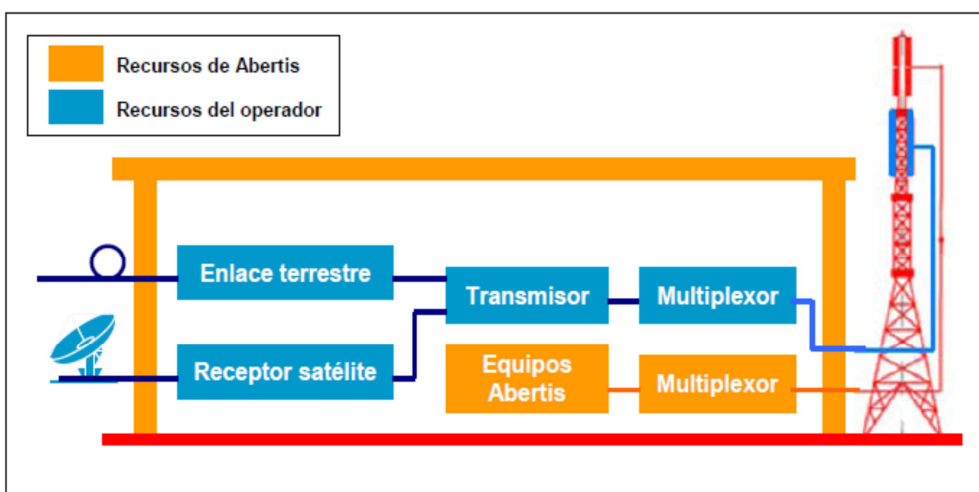 Recursos de Abertis
Recursos del operador
Enlace terrestre
Transmisor
Multiplexor
Receptor satélite
Equipos
Abertis
Multiplexor